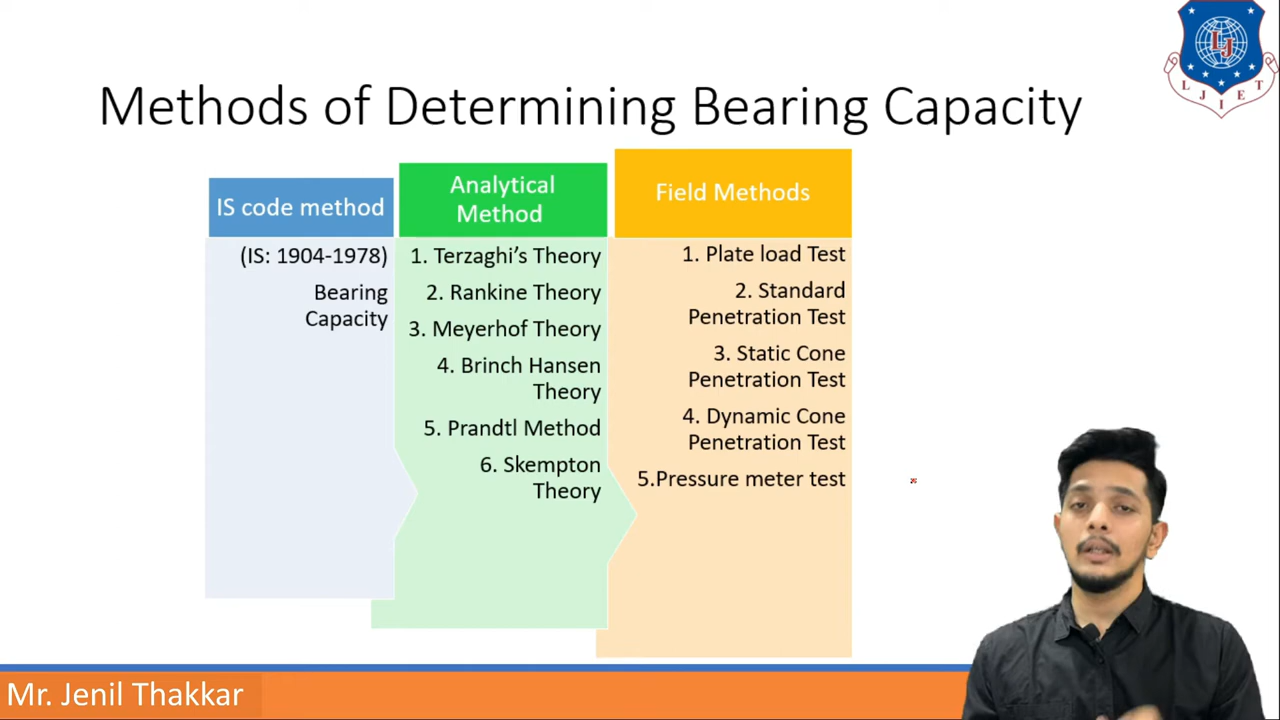 Methods of Determining Bearing Capacity
IS code method
(IS: 1904-1978)
Bearing
Capacity
Analytical
Method
1. Terzaghi’s Theory
2. Rankine Theory
3. Meyerhof Theory
4. Brinch Hansen
Theory
5. Prandtl Method
6. Skempton
Theory
Field Methods
1. Plate load Test
2. Standard
Penetration Test
3. Static Cone
Penetration Test
4. Dynamic Cone
Penetration Test
5.Pressure meter test
LJ
LJIET
Mr. Jenil Thakkar